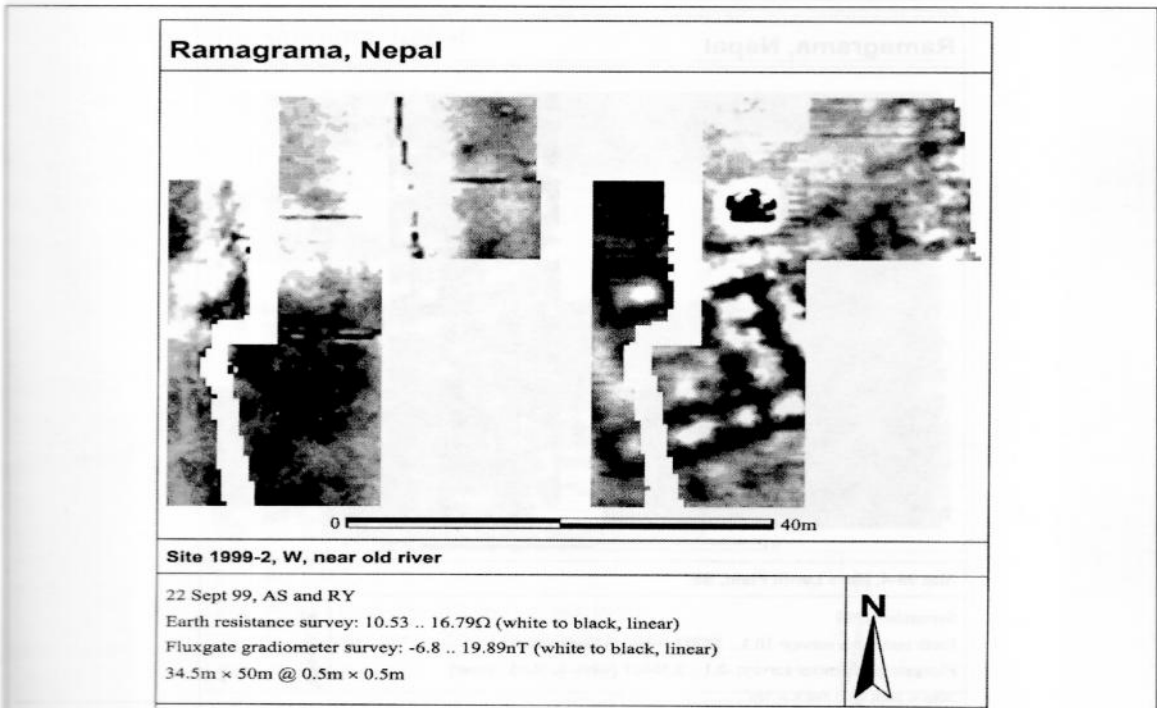 Ramagrama, Nepal
0 40m
Site 1999-2, W, near old river
22 Sept 99, AS and RY
Earth resistance survey: 10.53 .. 16.79Ω (white to black, linear)
Fluxgate gradiometer survey: -6.8 .. 19.89nT (white to black, linear)
34.5m × 50m @ 0.5m × 0.5m
N